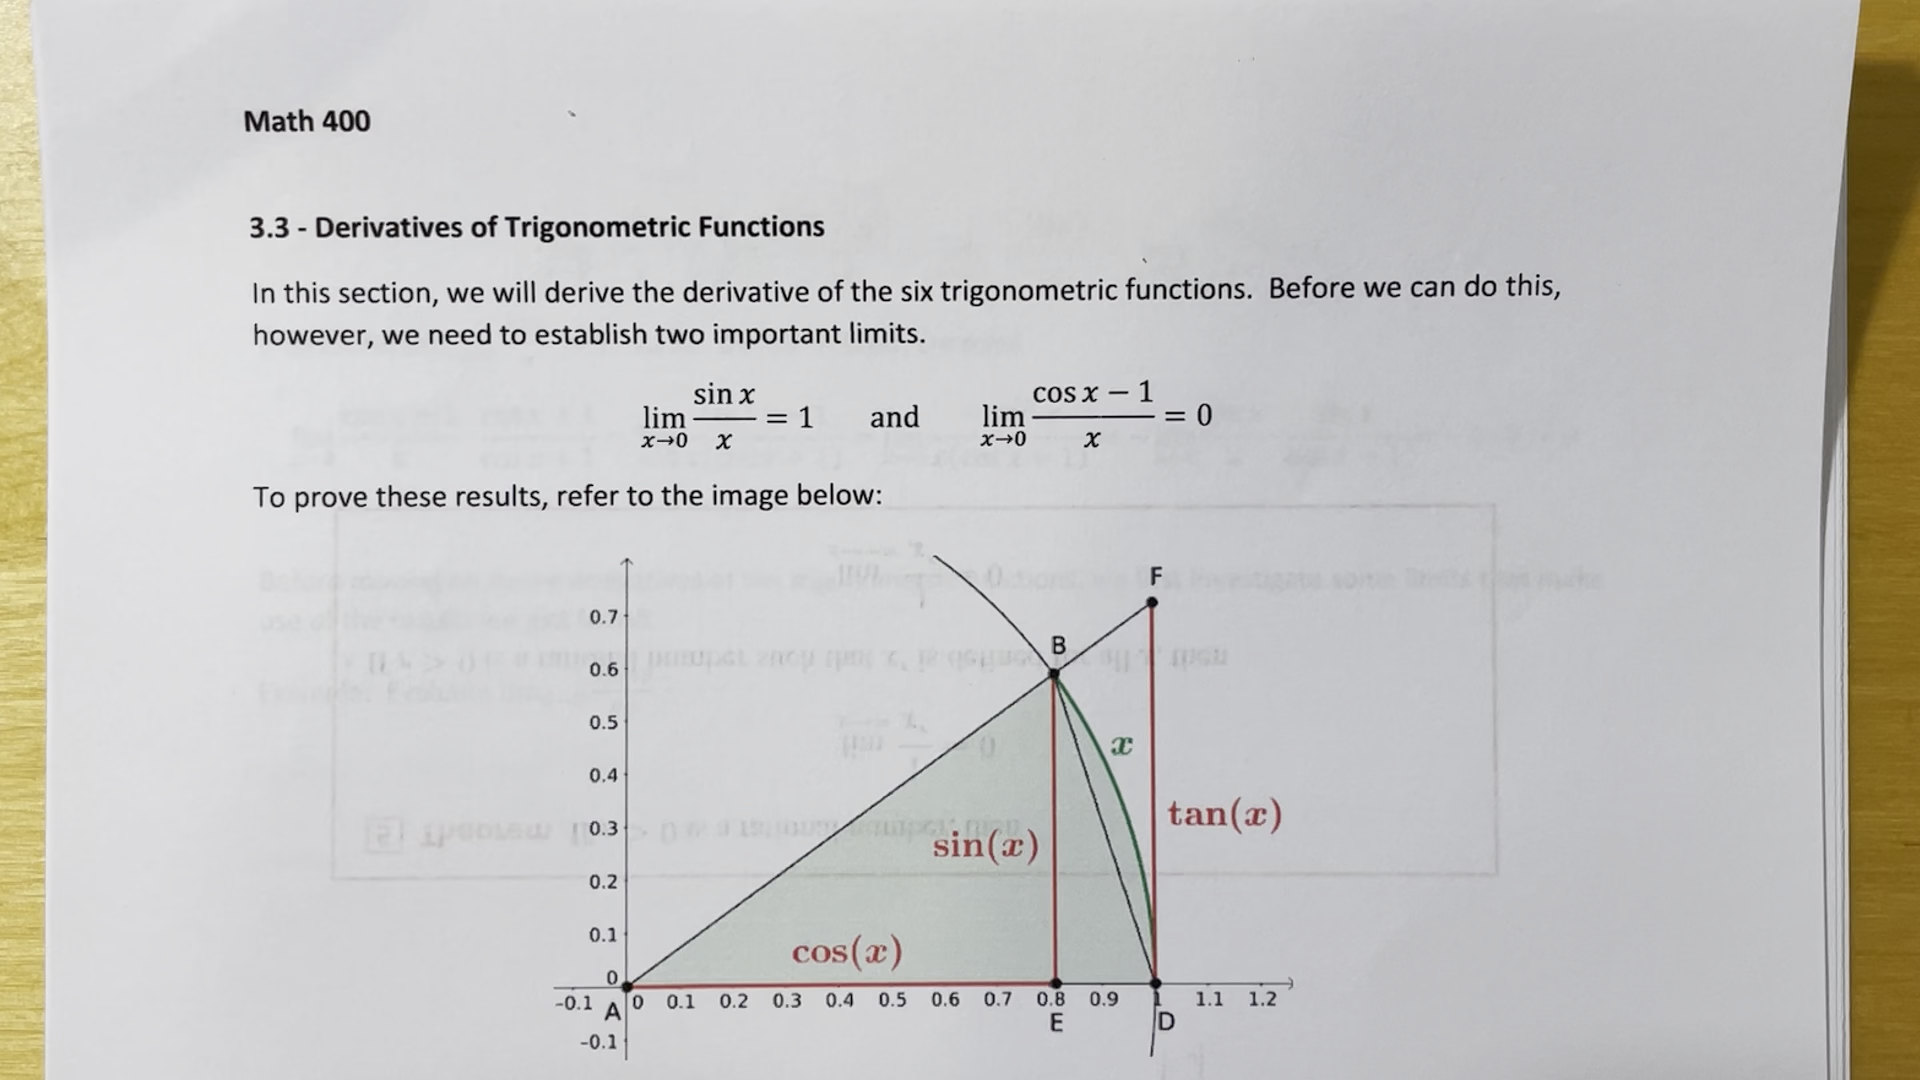 Math 400
3.3 - Derivatives of Trigonometric Functions
In this section, we will derive the derivative of the six trigonometric functions.  Before we can do this,
however, we need to establish two important limits.
lim x→0 sin x / x = 1 and lim x→0 cos x − 1 / x = 0
To prove these results, refer to the image below:
F
0.7
B
0.6
0.5
x
0.4
tan(x)
0.3
sin(x)
0.2
0.1
cos(x)
0
-0.1 0 0.1 0.2 0.3 0.4 0.5 0.6 0.7 0.8 0.9 1 1.1 1.2
A E D
-0.1